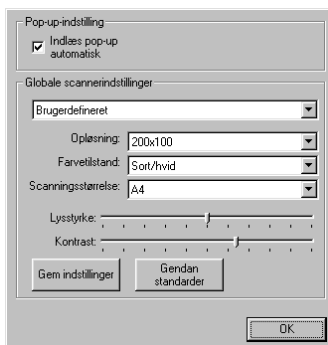 Pop-up-indstilling
Indlæs pop-up
automatisk
Globale scannerindstillinger
Brugerdefineret
Opløsning: 200x100
Farvetilstand: Sort/hvid
Scanningsstørrelse: A4
Lysstyrke:
Kontrast:
Gem indstillinger
Gendan
standarder
OK